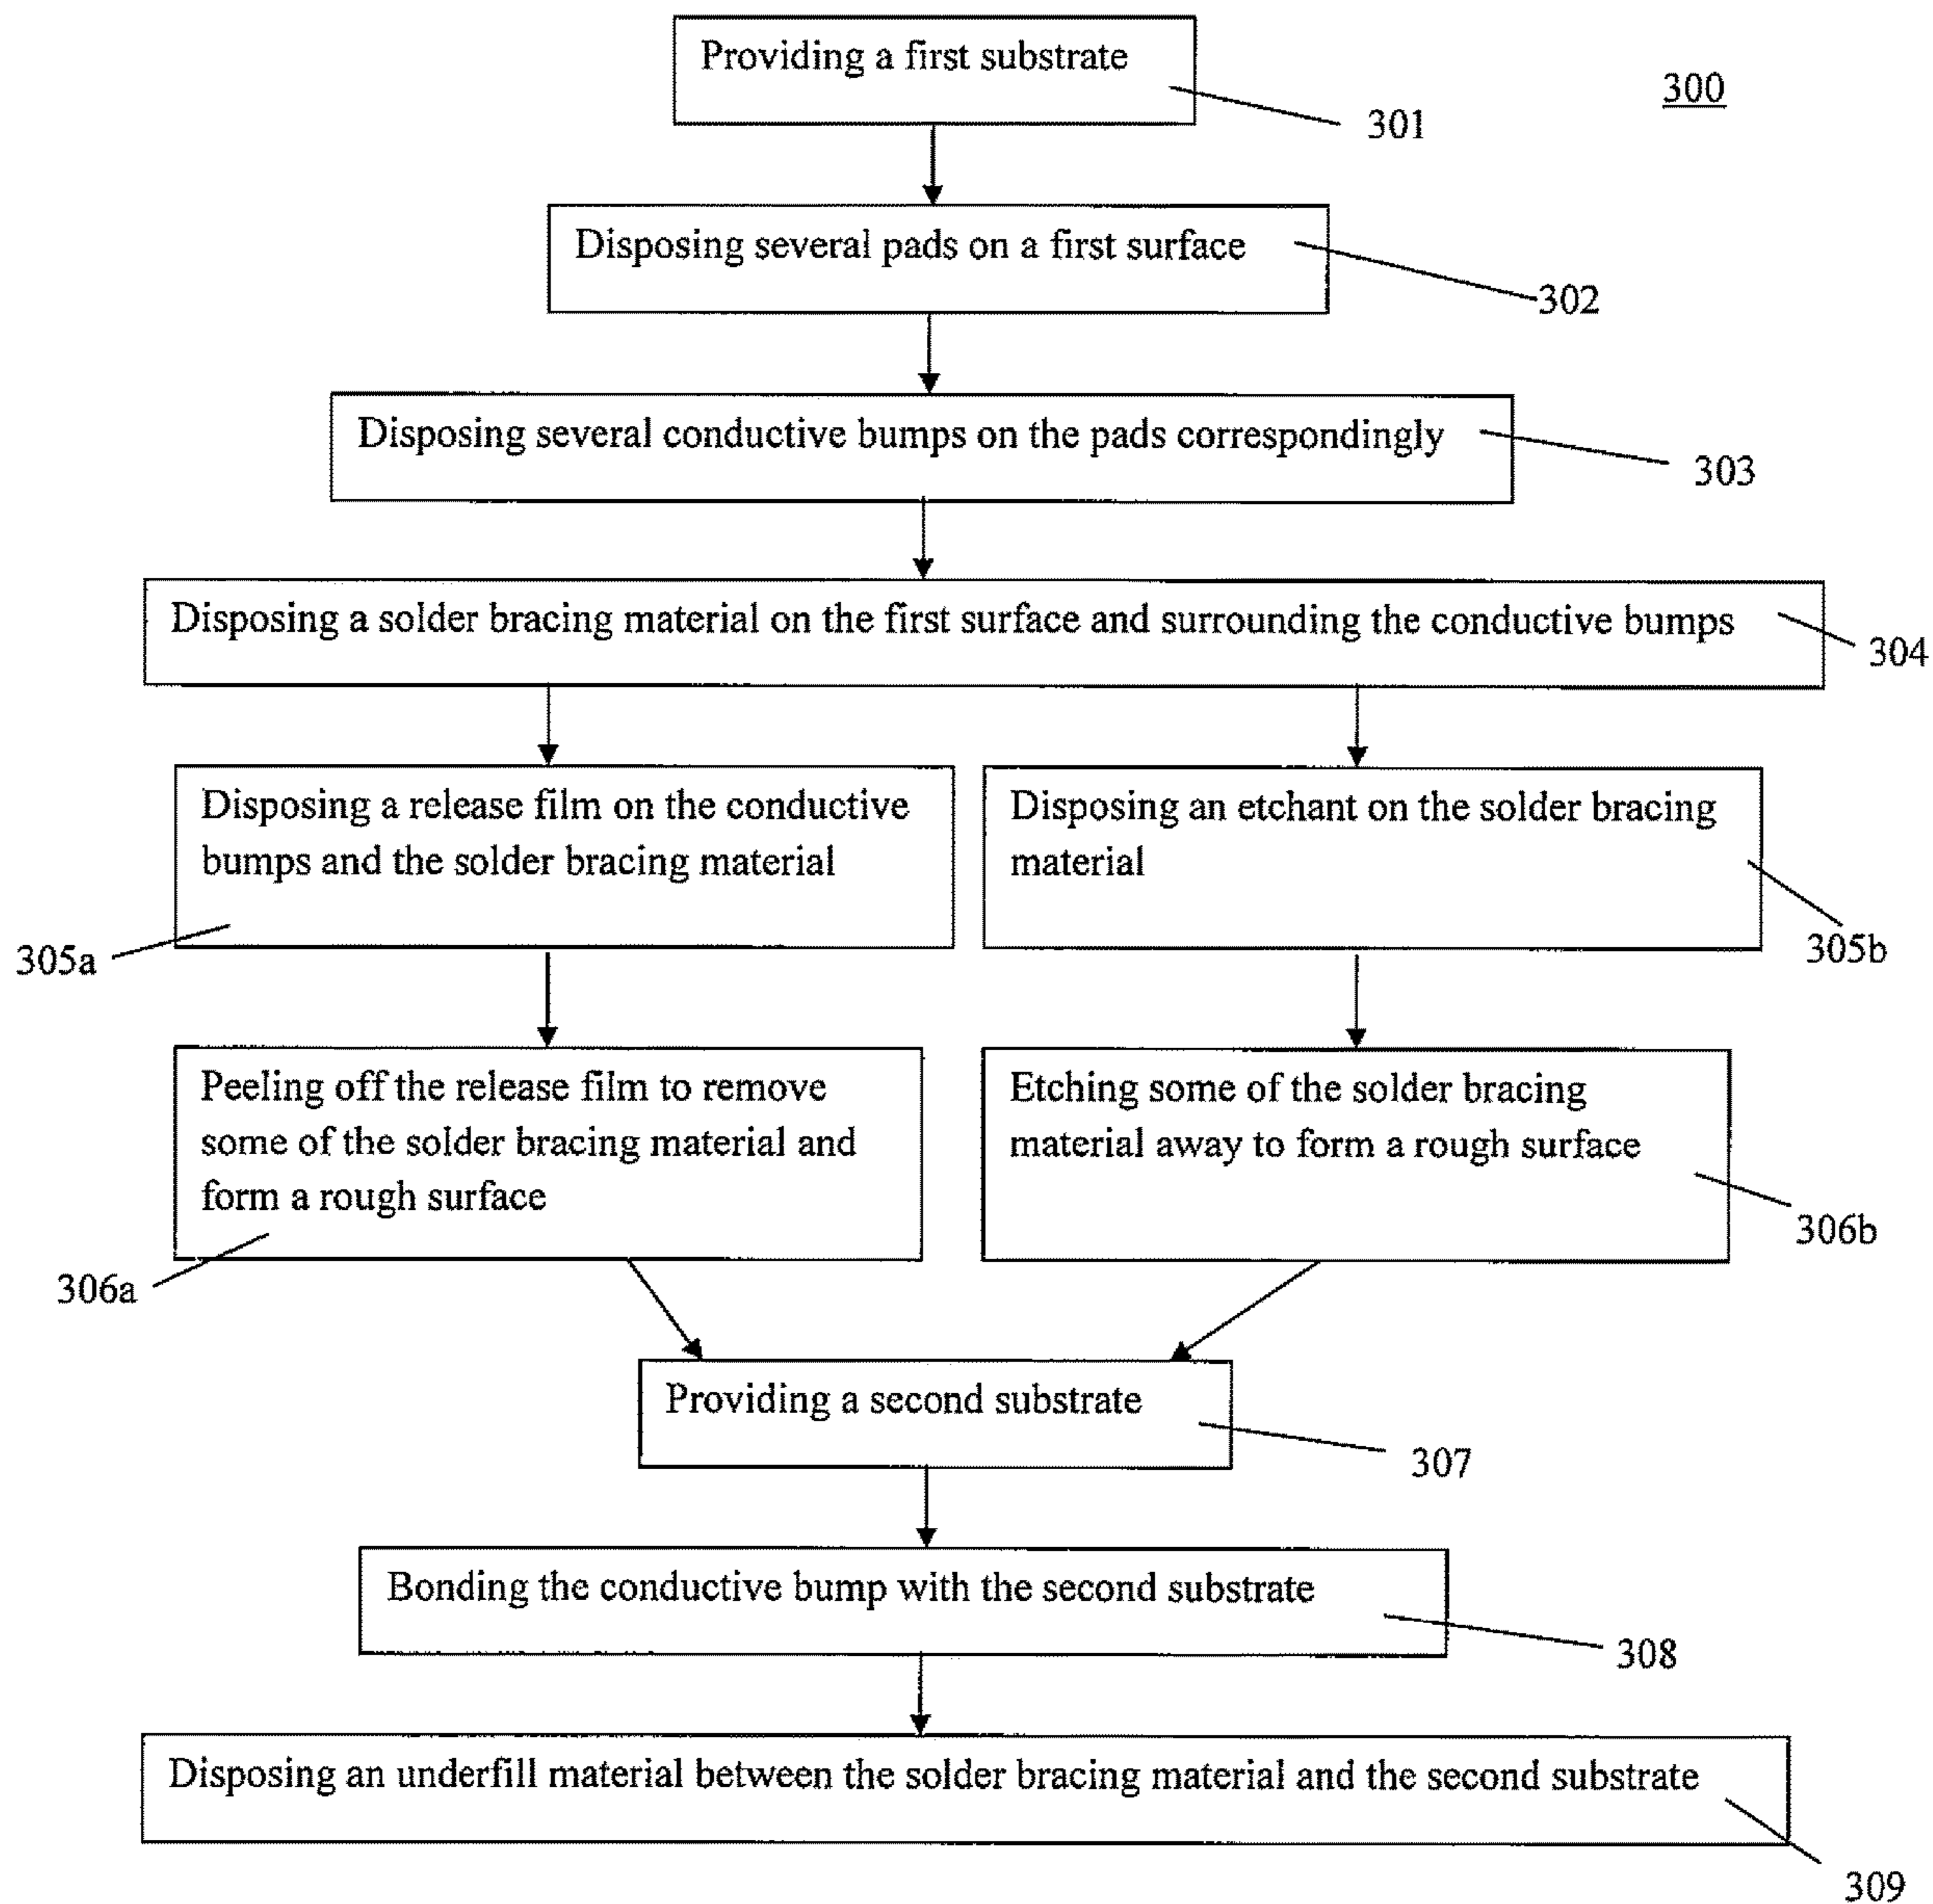 Providing a first substrate
300
301
Disposing several pads on a first surface
302
Disposing several conductive bumps on the pads correspondingly
303
Disposing a solder bracing material on the first surface and surrounding the conductive bumps
304
Disposing a release film on the conductive
bumps and the solder bracing material
305a
Disposing an etchant on the solder bracing
material
305b
Peeling off the release film to remove
some of the solder bracing material and
form a rough surface
306a
Etching some of the solder bracing
material away to form a rough surface
306b
Providing a second substrate
307
Bonding the conductive bump with the second substrate
308
Disposing an underfill material between the solder bracing material and the second substrate
309